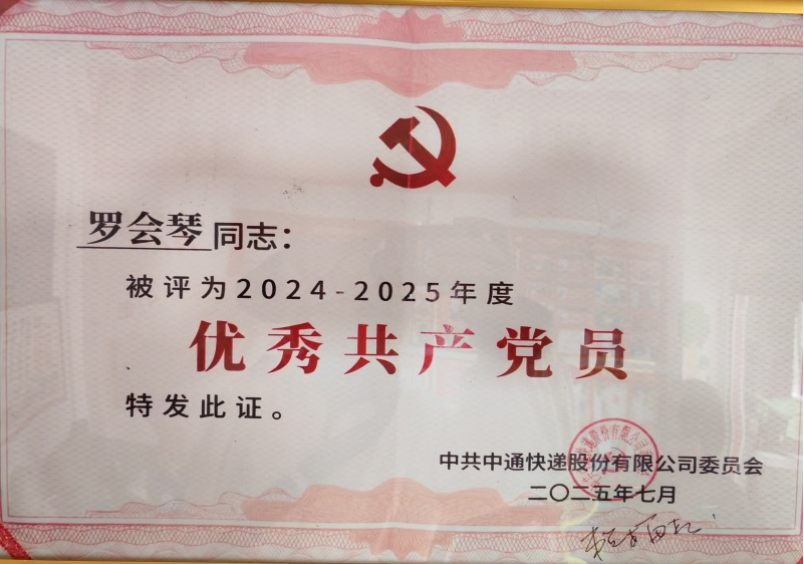 罗会琴同志：
被评为2024-2025年度
优秀共产党员
特发此证。
中共中通快递股份有限公司委员会
二〇二五年七月